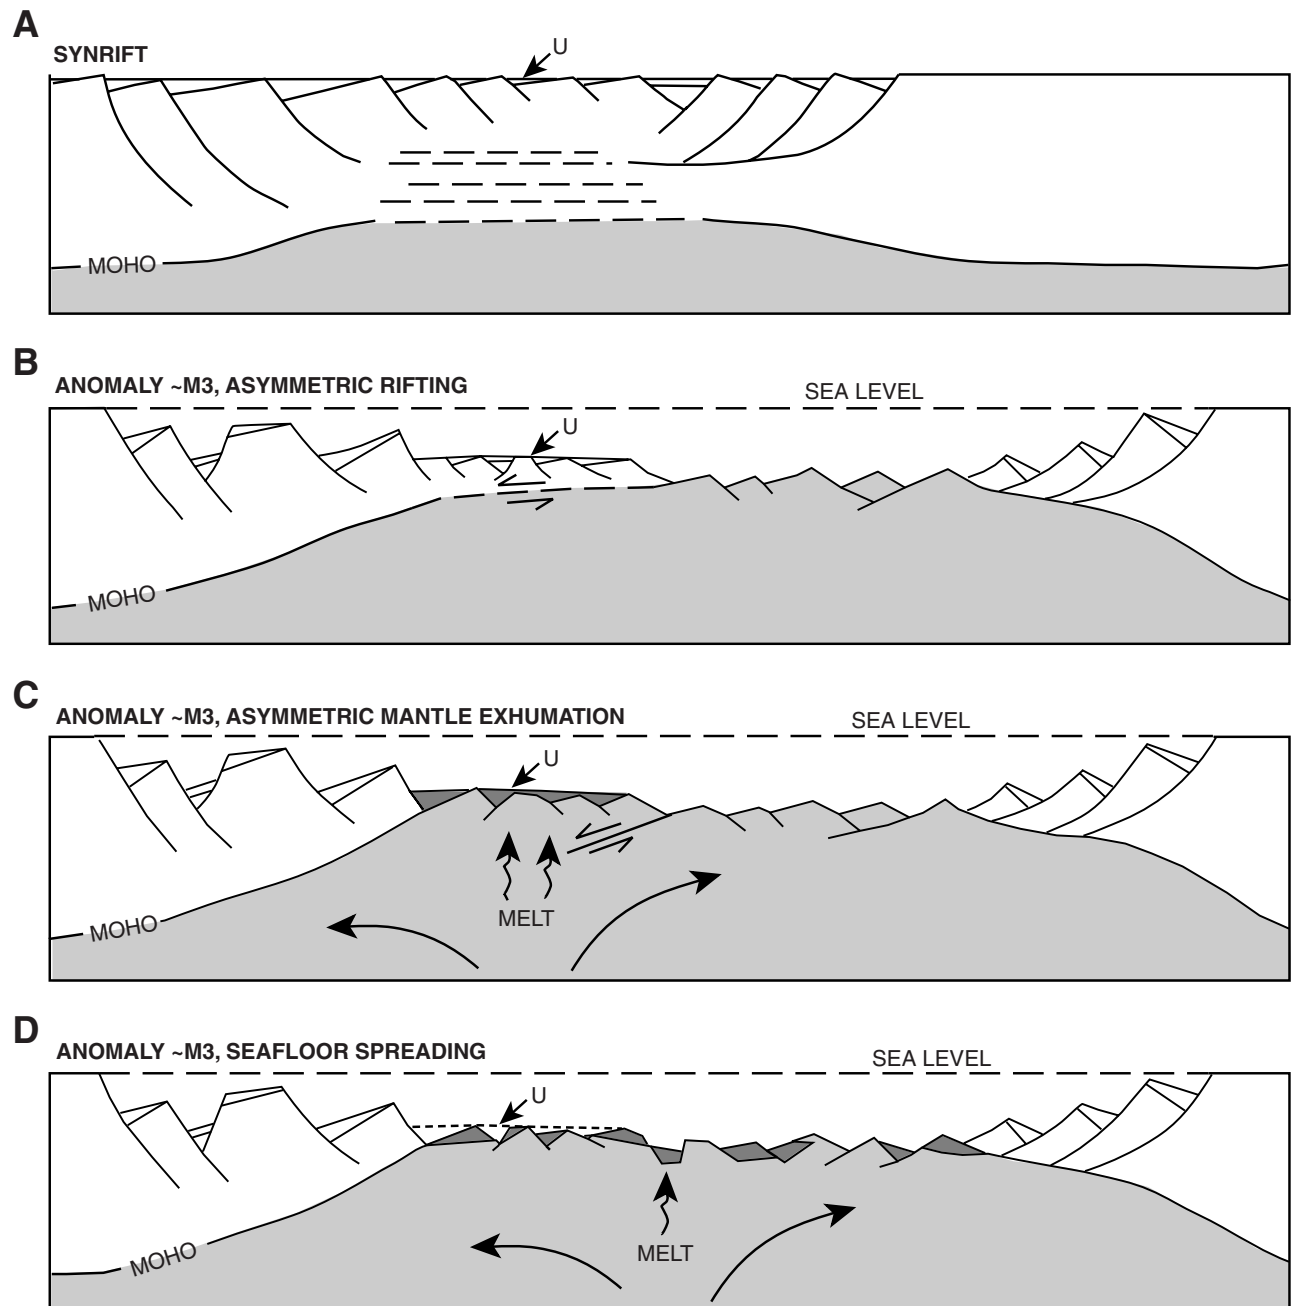 A
SYNRIFT
U
MOHO
B
ANOMALY ~M3, ASYMMETRIC RIFTING
SEA LEVEL
U
MOHO
C
ANOMALY ~M3, ASYMMETRIC MANTLE EXHUMATION
SEA LEVEL
U
MELT
MOHO
D
ANOMALY ~M3, SEAFLOOR SPREADING
SEA LEVEL
U
MELT
MOHO